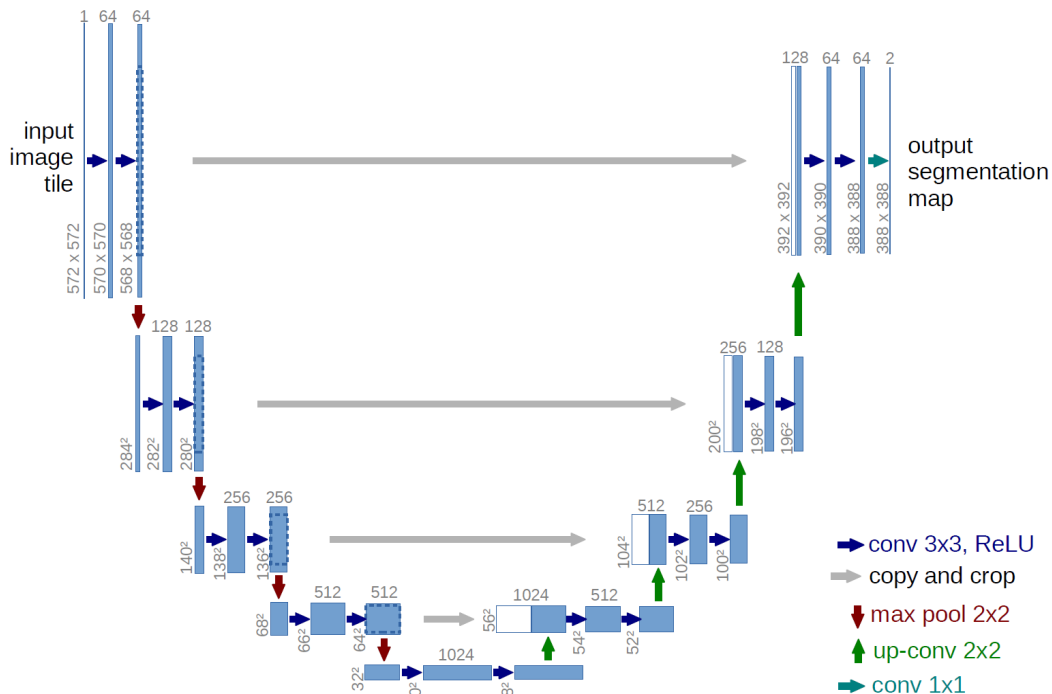 1 64 64
input
image
tile
572 x 572
570 x 570
568 x 568
128 64 64 2
output
segmentation
map
392 x 392
390 x 390
388 x 388
388 x 388
128 128
284²
282²
280²
256 128
200²
198²
196²
256 256
140²
138²
136²
512 256
104²
102²
100²
512 512
68²
66²
64²
1024 512
56²
54²
52²
1024
32²
conv 3x3, ReLU
copy and crop
max pool 2x2
up-conv 2x2
conv 1x1